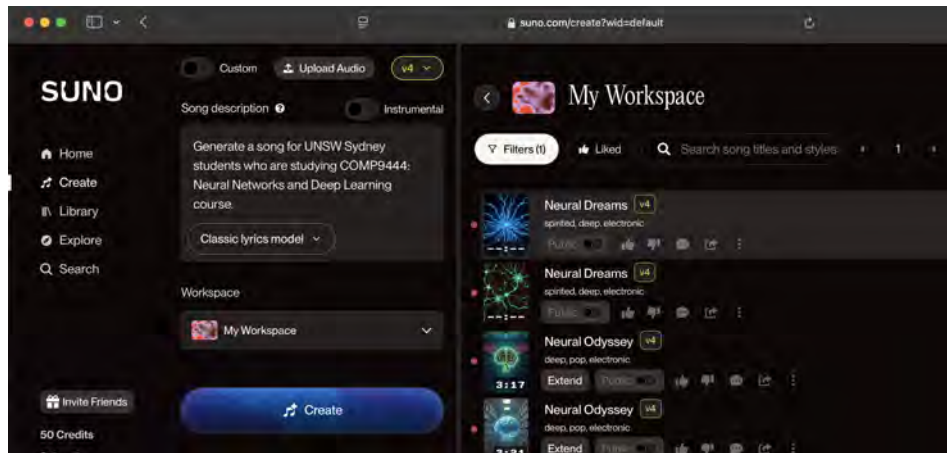 suno.com/create?wid=default
SUNO
Home
Create
Library
Explore
Search
Invite Friends
50 Credits
Custom
Upload Audio
v4
Song description
Instrumental
Generate a song for UNSW Sydney
students who are studying COMP9444:
Neural Networks and Deep Learning
course.
Classic lyrics model
Workspace
My Workspace
Create
My Workspace
Filters (1)
Liked
Search song titles and styles
1
Neural Dreams v4
spirited, deep, electronic
--:--
Public
Neural Dreams v4
spirited, deep, electronic
--:--
Public
Neural Odyssey v4
deep, pop, electronic
3:17
Extend Public
Neural Odyssey v4
deep, pop, electronic
Extend Public